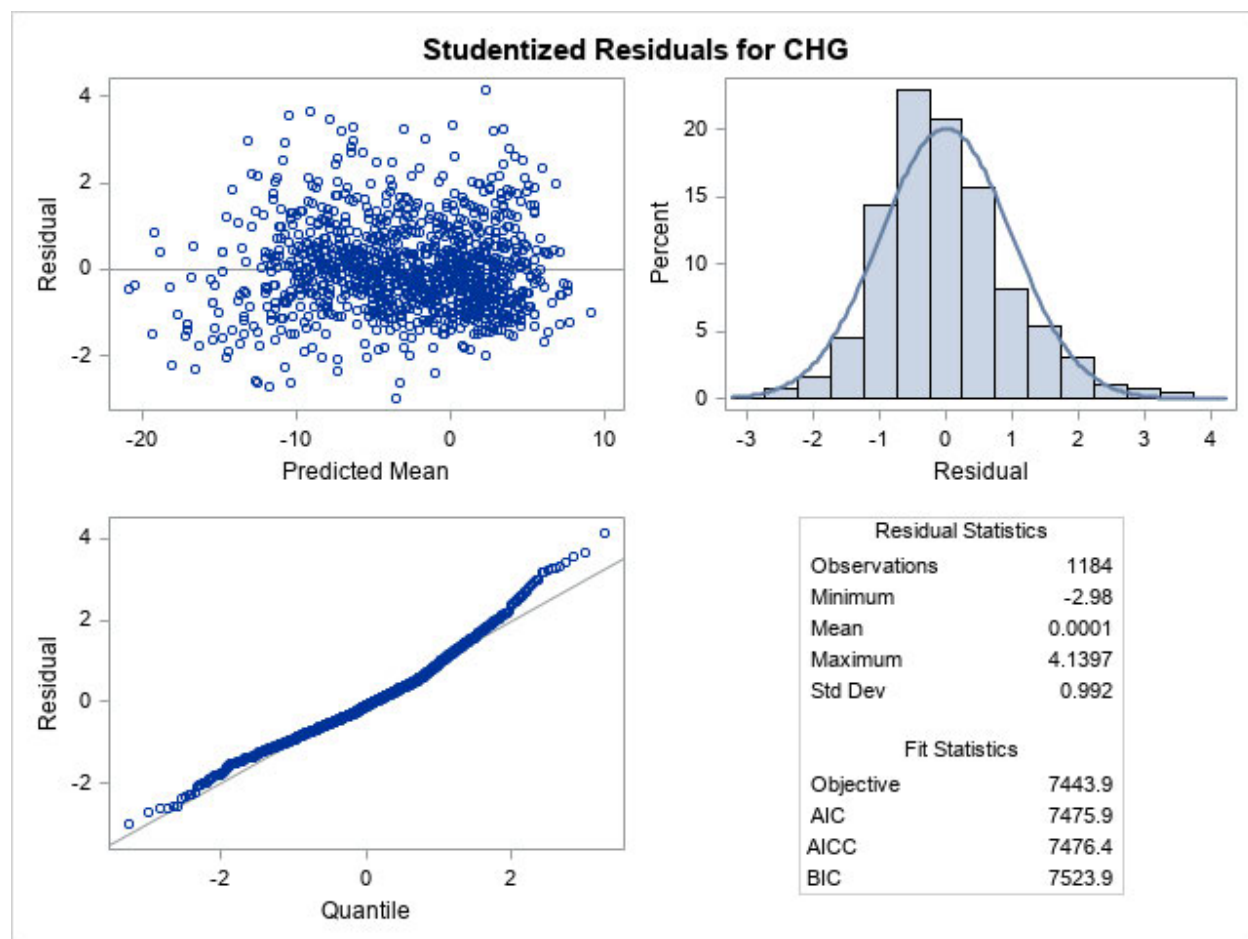 Studentized Residuals for CHG
4
2
0
-2
Residual
-20
-10
0
10
Predicted Mean
20
15
10
5
0
Percent
-3
-2
-1
0
1
2
3
4
Residual
4
2
0
-2
Residual
-2
0
2
Quantile
Residual Statistics
Observations 1184
Minimum -2.98
Mean 0.0001
Maximum 4.1397
Std Dev 0.992
Fit Statistics
Objective 7443.9
AIC 7475.9
AICC 7476.4
BIC 7523.9